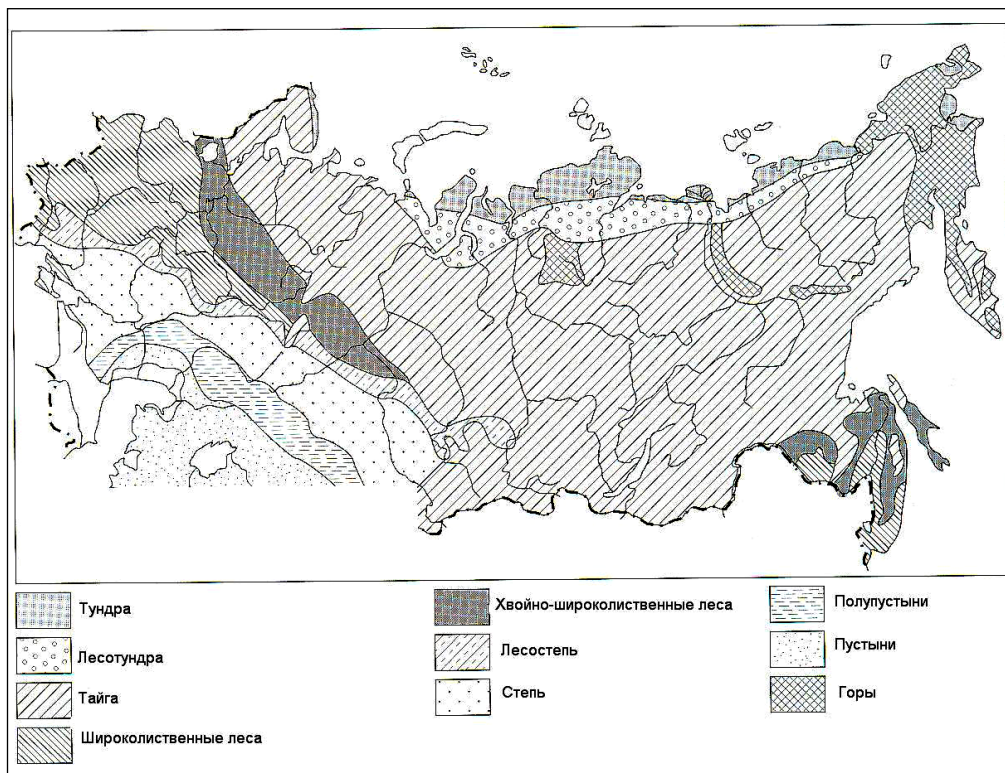 Тундра
Лесотундра
Тайга
Широколиственные леса
Хвойно-широколиственные леса
Лесостепь
Степь
Полупустыни
Пустыни
Горы